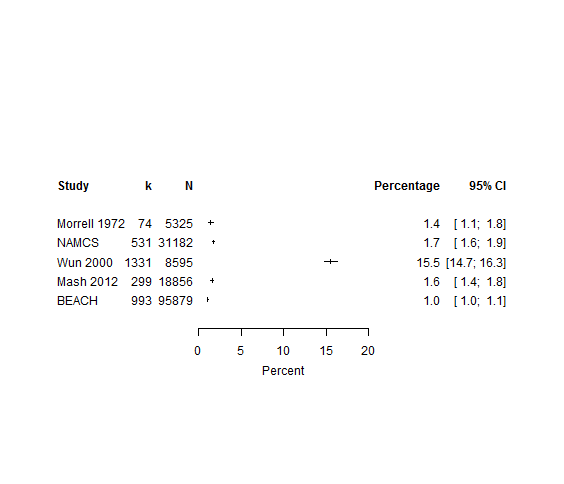 Study k N Percentage 95% CI
Morrell 1972 74 5325 1.4 [ 1.1; 1.8]
NAMCS 531 31182 1.7 [ 1.6; 1.9]
Wun 2000 1331 8595 15.5 [14.7; 16.3]
Mash 2012 299 18856 1.6 [ 1.4; 1.8]
BEACH 993 95879 1.0 [ 1.0; 1.1]
0 5 10 15 20
Percent